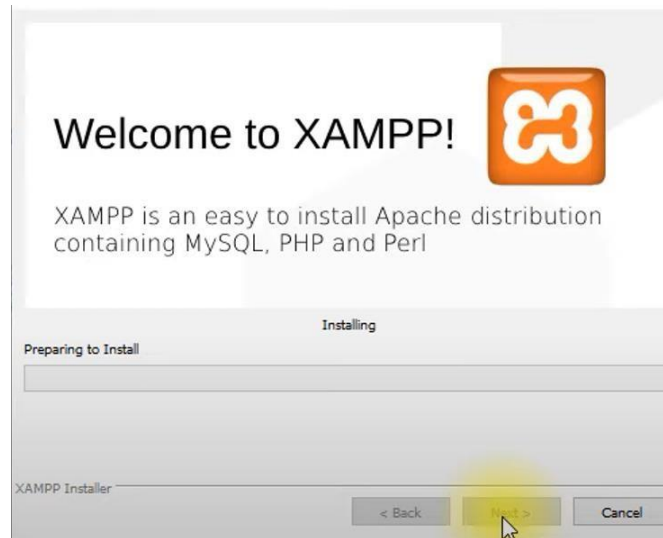 Welcome to XAMPP!
XAMPP is an easy to install Apache distribution
containing MySQL, PHP and Perl
Installing
Preparing to Install
XAMPP Installer
< Back
Next >
Cancel